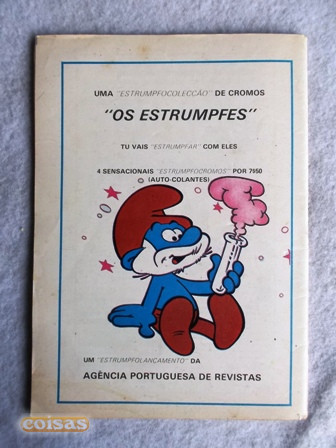 UMA "ESTRUMPFOCOLECCÃO" DE CROMOS
"OS ESTRUMPFES"
TU VAIS "ESTRUMPFAR" COM ELES
4 SENSACIONAIS "ESTRUMPFOCROMOS" POR 7$50
(AUTO-COLANTES)
UM "ESTRUMPFOLANÇAMENTO" DA
AGÊNCIA PORTUGUESA DE REVISTAS
coisas